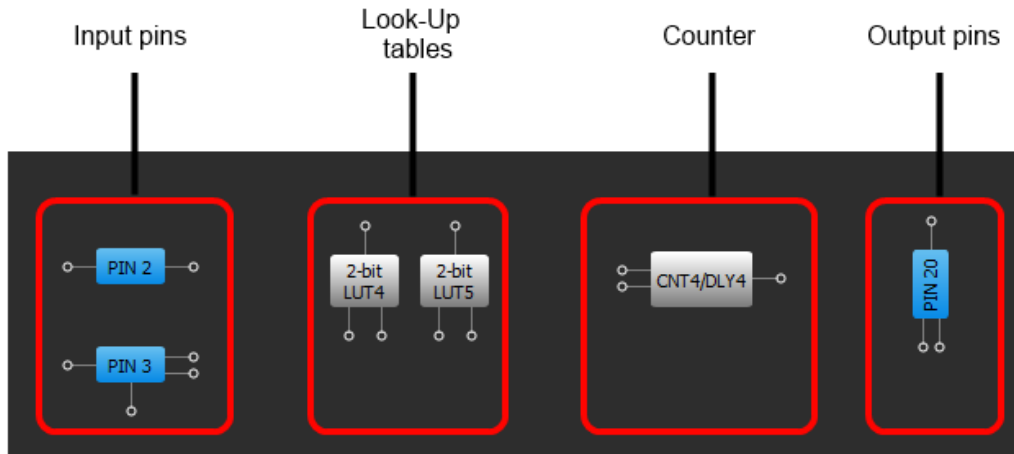 Input pins
Look-Up
tables
Counter
Output pins
PIN 2
PIN 3
2-bit
LUT4
2-bit
LUT5
CNT4/DLY4
PIN 20